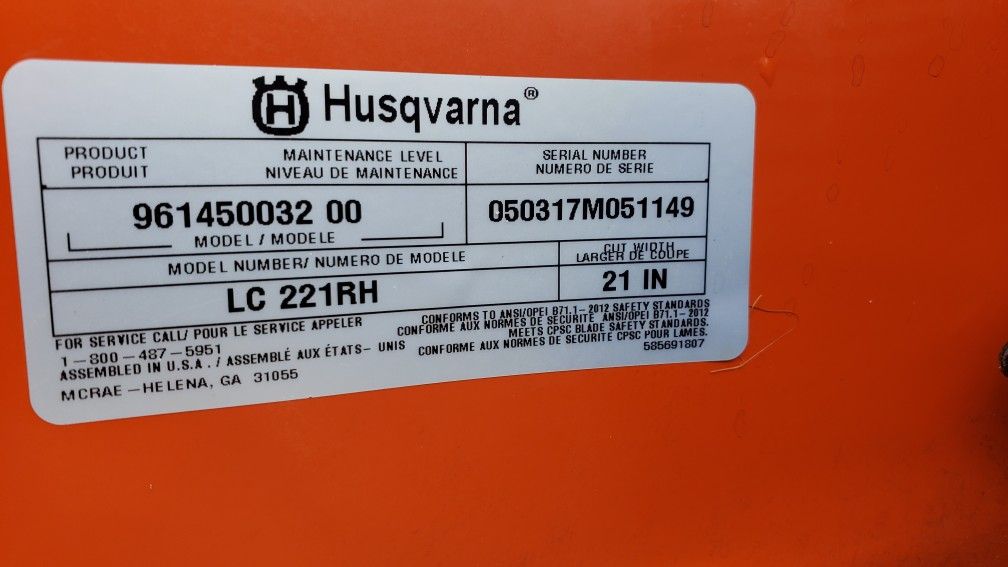 Husqvarna®
PRODUCT MAINTENANCE LEVEL
PRODUIT NIVEAU DE MAINTENANCE
SERIAL NUMBER
NUMERO DE SERIE
961450032 00
MODEL / MODELE
050317M051149
MODEL NUMBER/ NUMERO DE MODELE
LC 221RH
CUT WIDTH
LARGER DE COUPE
21 IN
FOR SERVICE CALL/ POUR LE SERVICE APPELER
1-800-487-5951
ASSEMBLED IN U.S.A. / ASSEMBLÉ AUX ÉTATS- UNIS
MCRAE -HELENA, GA 31055
CONFORMS TO ANSI/OPEI B71.1- 2012 SAFETY STANDARDS
CONFORME AUX NORMES DE SECURITE ANSI/OPEI B71.1- 2012
MEETS CPSC BLADE SAFETY STANDARDS.
CONFORME AUX NORMES DE SECURITE CPSC POUR LAMES.
585691807